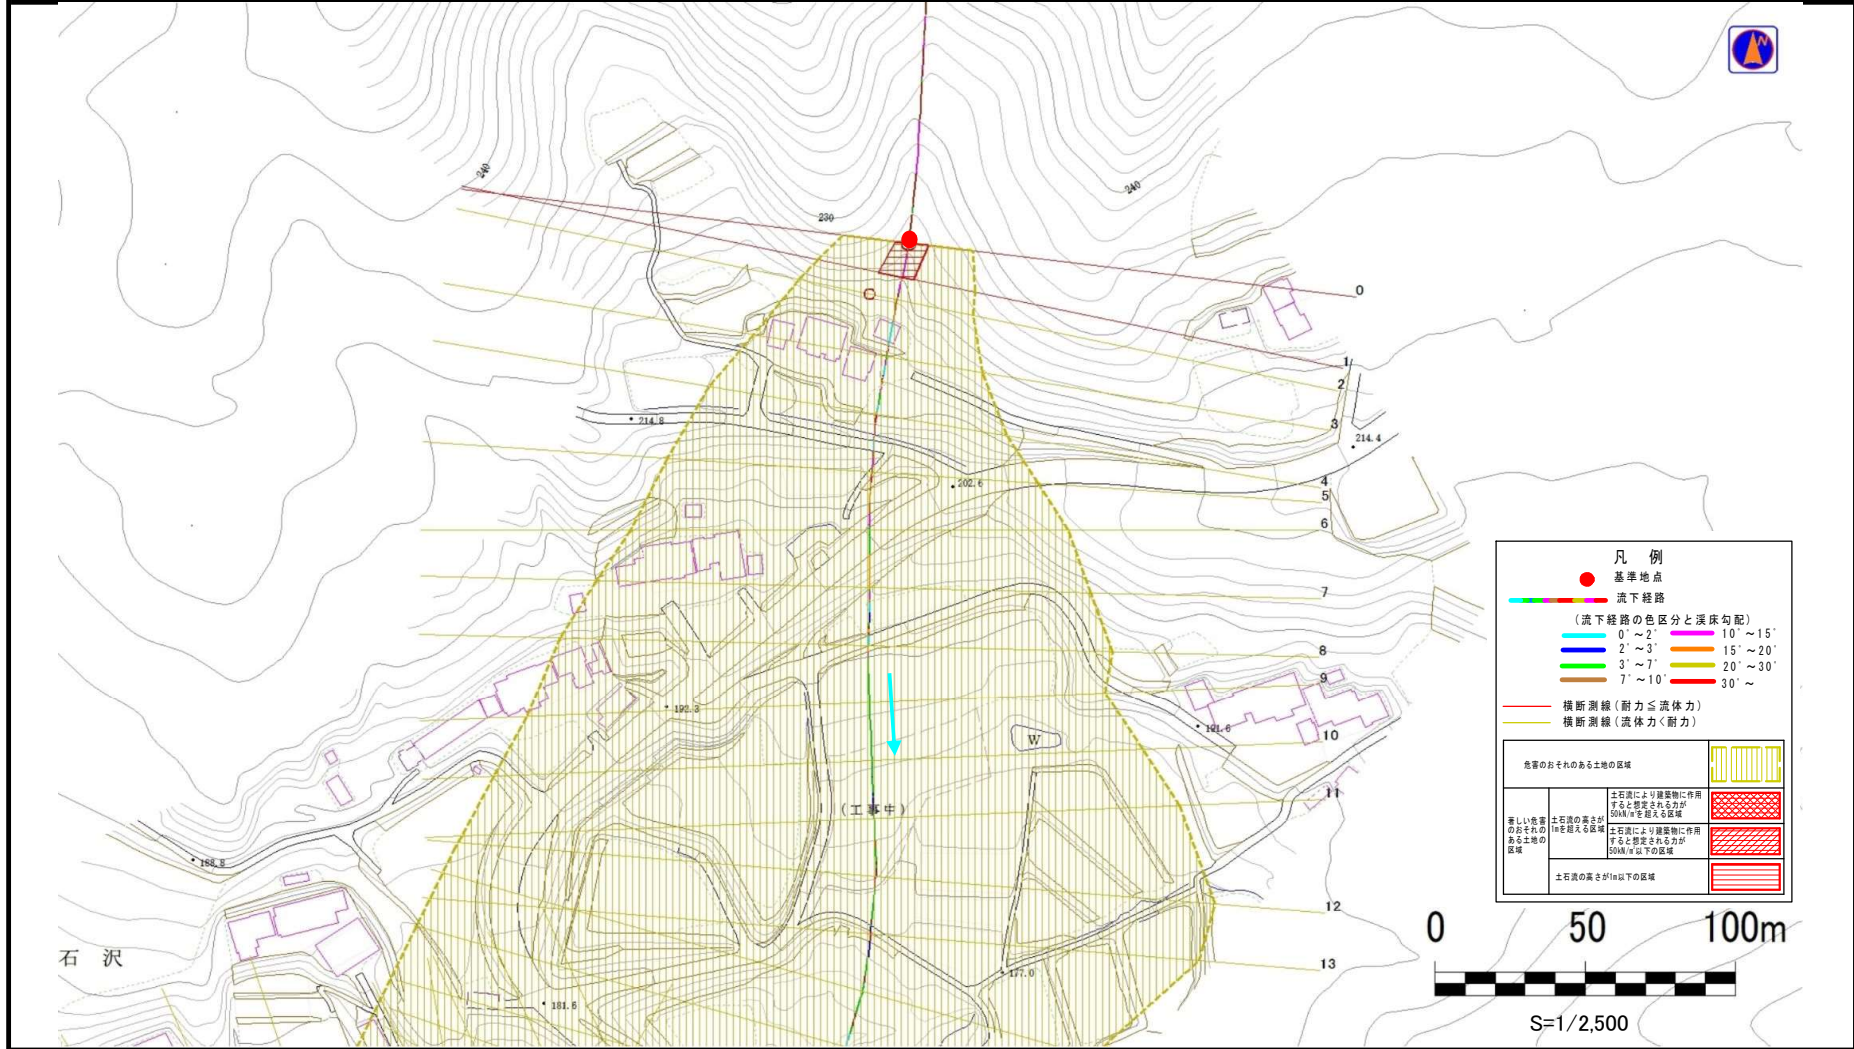 N
240
240
230
0
1
2
3
214.8
214.4
4
202.6
5
6
7
8
9
192.3
191.6
10
W
11
(工事中)
188.8
12
石 沢
13
177.0
181.6
凡 例
基準地点
流下経路
(流下経路の色区分と渓床勾配)
0°~2° 10°~15°
2°~3° 15°~20°
3°~7° 20°~30°
7°~10° 30°~
横断測線(耐力≦流体力)
横断測線(流体力<耐力)
危害のおそれのある土地の区域
著しい危害
のおそれの
ある土地の
区域
土石流の高さが
1mを超える区域
土石流により建築物に作用
すると想定される力が
50kN/㎡を超える区域
土石流により建築物に作用
すると想定される力が
50kN/㎡以下の区域
土石流の高さが1m以下の区域
0 50 100m
S=1/2,500